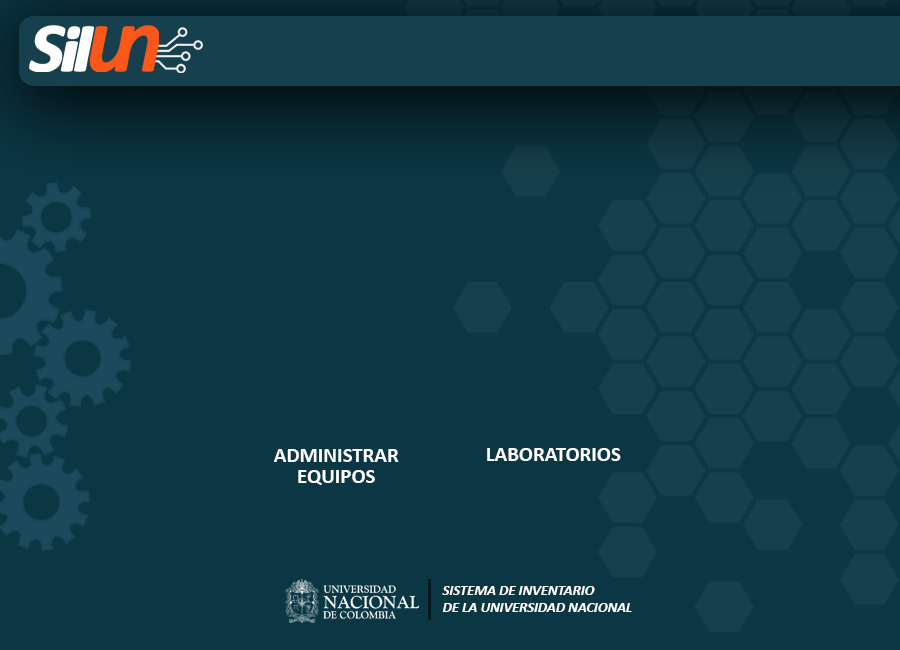 SilUN
ADMINISTRAR
EQUIPOS
LABORATORIOS
UNIVERSIDAD
NACIONAL
DE COLOMBIA
SISTEMA DE INVENTARIO
DE LA UNIVERSIDAD NACIONAL